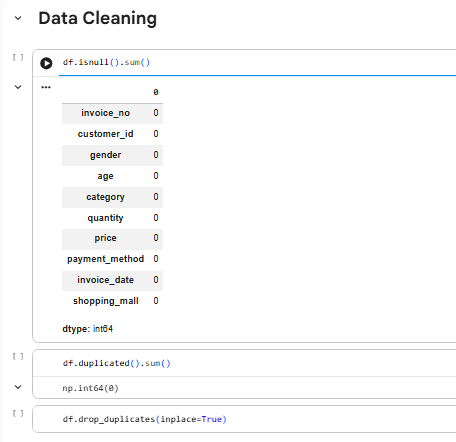 Data Cleaning
[ ]
df.isnull().sum()
...
0
invoice_no 0
customer_id 0
gender 0
age 0
category 0
quantity 0
price 0
payment_method 0
invoice_date 0
shopping_mall 0
dtype: int64
[ ]
df.duplicated().sum()
np.int64(0)
[ ]
df.drop_duplicates(inplace=True)